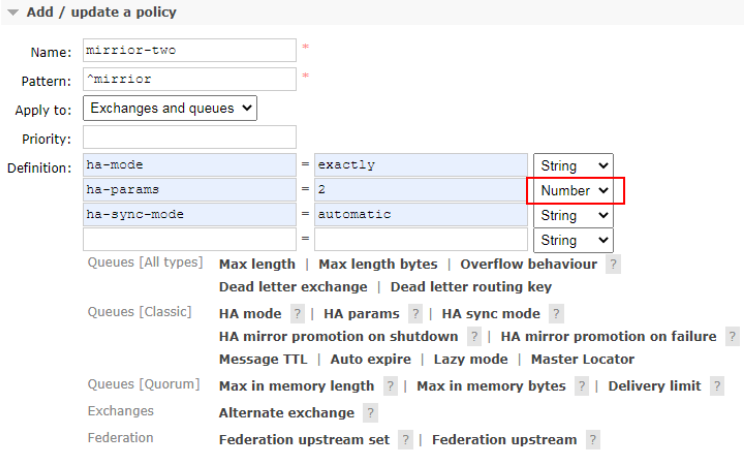 Add / update a policy
Name: mirrior-two *
Pattern: ^mirrior *
Apply to: Exchanges and queues
Priority:
Definition: ha-mode = exactly String
ha-params = 2 Number
ha-sync-mode = automatic String
= String
Queues [All types] Max length | Max length bytes | Overflow behaviour ?
Dead letter exchange | Dead letter routing key
Queues [Classic] HA mode ? | HA params ? | HA sync mode ?
HA mirror promotion on shutdown ? | HA mirror promotion on failure ?
Message TTL | Auto expire | Lazy mode | Master Locator
Queues [Quorum] Max in memory length ? | Max in memory bytes ? | Delivery limit ?
Exchanges Alternate exchange ?
Federation Federation upstream set ? | Federation upstream ?